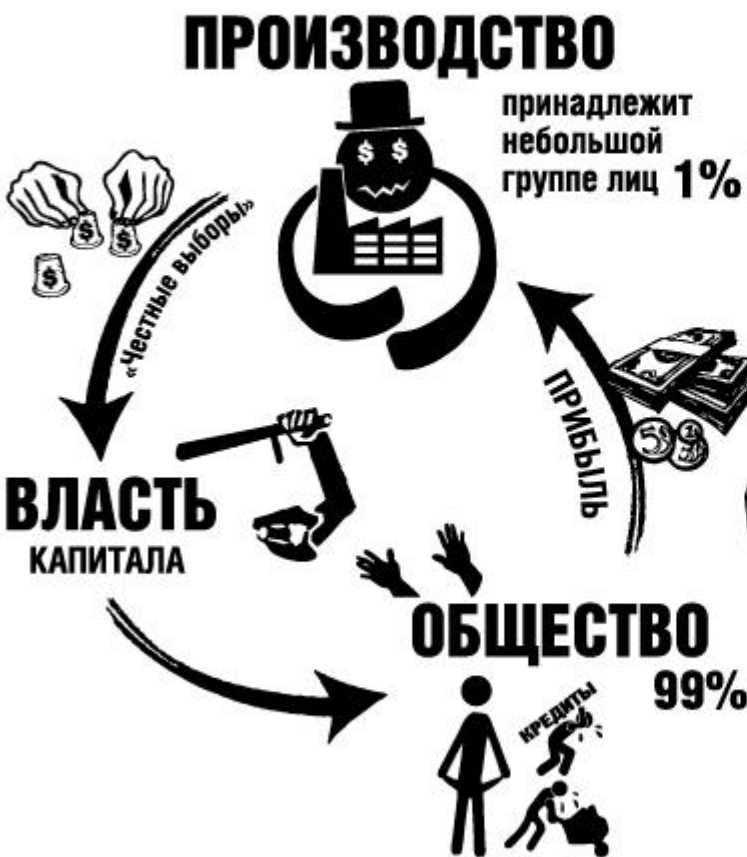 ПРОИЗВОДСТВО
принадлежит
небольшой
группе лиц 1%
$ $
$
$
$
«Честные выборы»
ПРИБЫЛЬ
ВЛАСТЬ
КАПИТАЛА
ОБЩЕСТВО
99%
КРЕДИТЫ